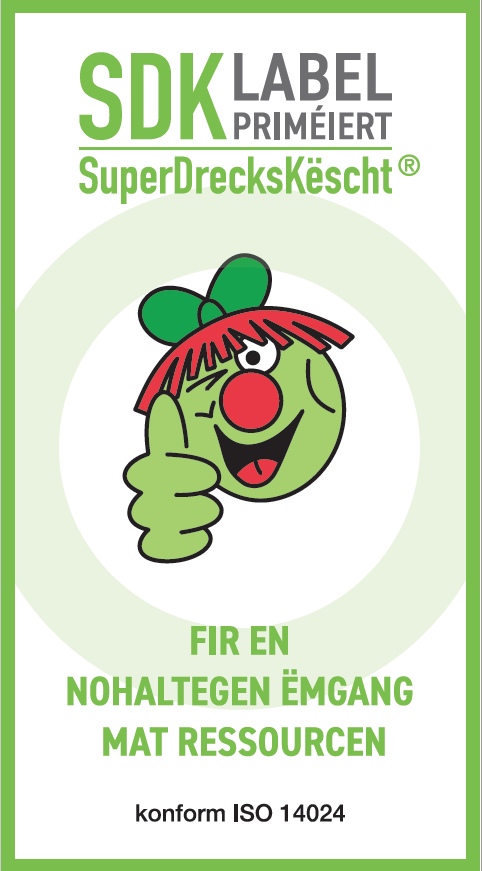 SDK LABEL
PRIMÉIERT
SuperDrecksKëscht®
FIR EN
NOHALTEGEN ËMGANG
MAT RESSOURCEN
konform ISO 14024